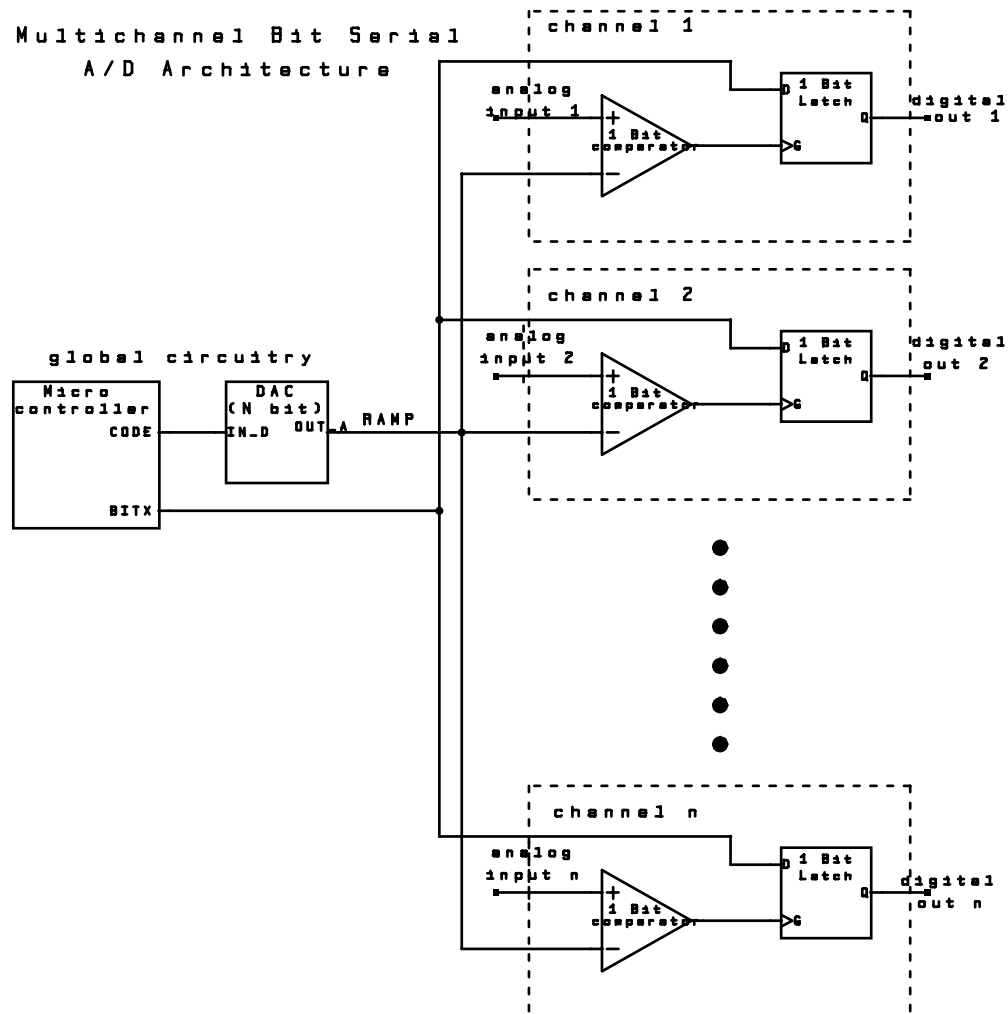 Multichannel Bit Serial
A/D Architecture
channel 1
analog
input 1
+
1 Bit
comparator
-
D
1 Bit
Latch
Q
G
digital
out 1
channel 2
analog
input 2
+
1 Bit
comparator
-
D
1 Bit
Latch
Q
G
digital
out 2
global circuitry
Micro
controller
CODE
BITX
DAC
(N bit)
IN_D
OUT_A
RAMP
channel n
analog
input n
+
1 Bit
comparator
-
D
1 Bit
Latch
Q
G
digital
out n